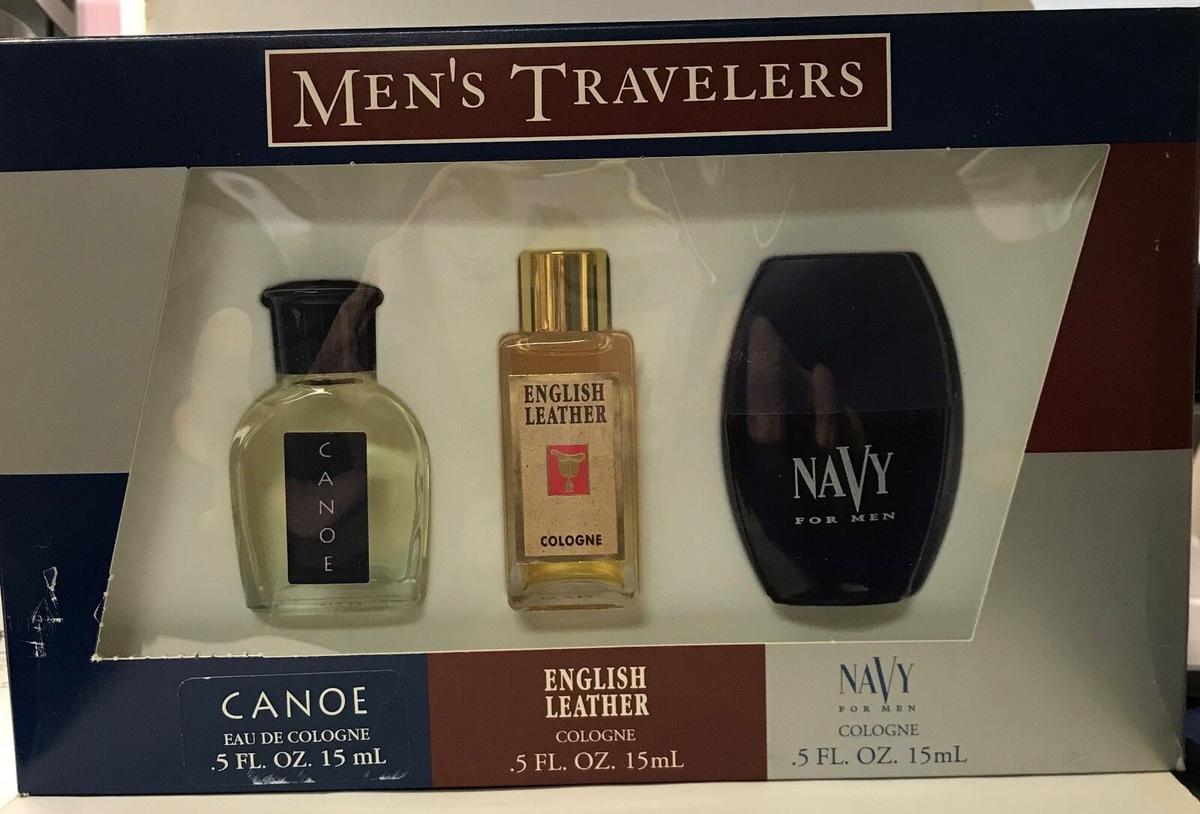 MEN'S TRAVELERS
CANOE
ENGLISH
LEATHER
COLOGNE
NAVY
FOR MEN
CANOE
EAU DE COLOGNE
.5 FL. OZ. 15 mL
ENGLISH
LEATHER
COLOGNE
.5 FL. OZ. 15mL
NAVY
FOR MEN
COLOGNE
.5 FL. OZ. 15mL